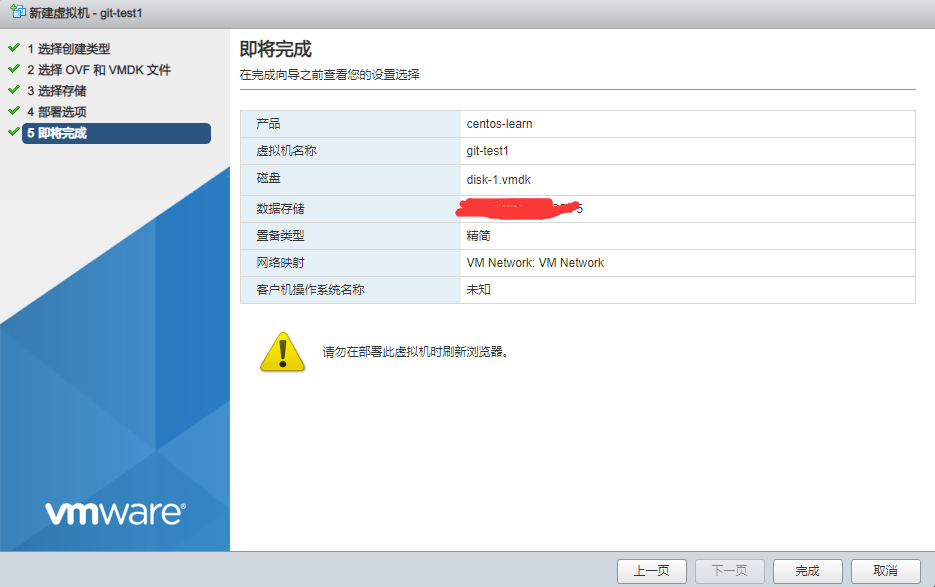 新建虚拟机 - git-test1
1 选择创建类型
2 选择 OVF 和 VMDK 文件
3 选择存储
4 部署选项
5 即将完成
即将完成
在完成向导之前查看您的设置选择
产品 centos-learn
虚拟机名称 git-test1
磁盘 disk-1.vmdk
数据存储
置备类型 精简
网络映射 VM Network: VM Network
客户机操作系统名称 未知
请勿在部署此虚拟机时刷新浏览器。
vmware®
上一页 下一页 完成 取消